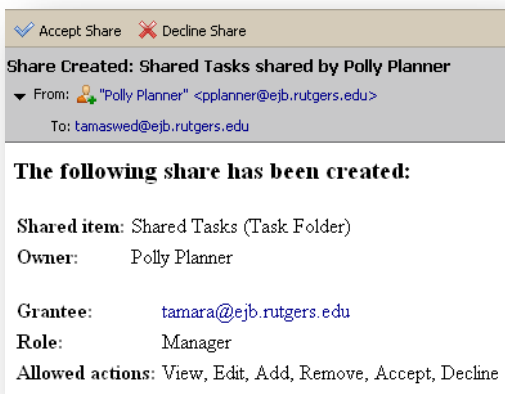 Accept Share Decline Share
Share Created: Shared Tasks shared by Polly Planner
From: "Polly Planner" <pplanner@ejb.rutgers.edu>
To: tamaswed@ejb.rutgers.edu
The following share has been created:
Shared item: Shared Tasks (Task Folder)
Owner: Polly Planner
Grantee: tamara@ejb.rutgers.edu
Role: Manager
Allowed actions: View, Edit, Add, Remove, Accept, Decline